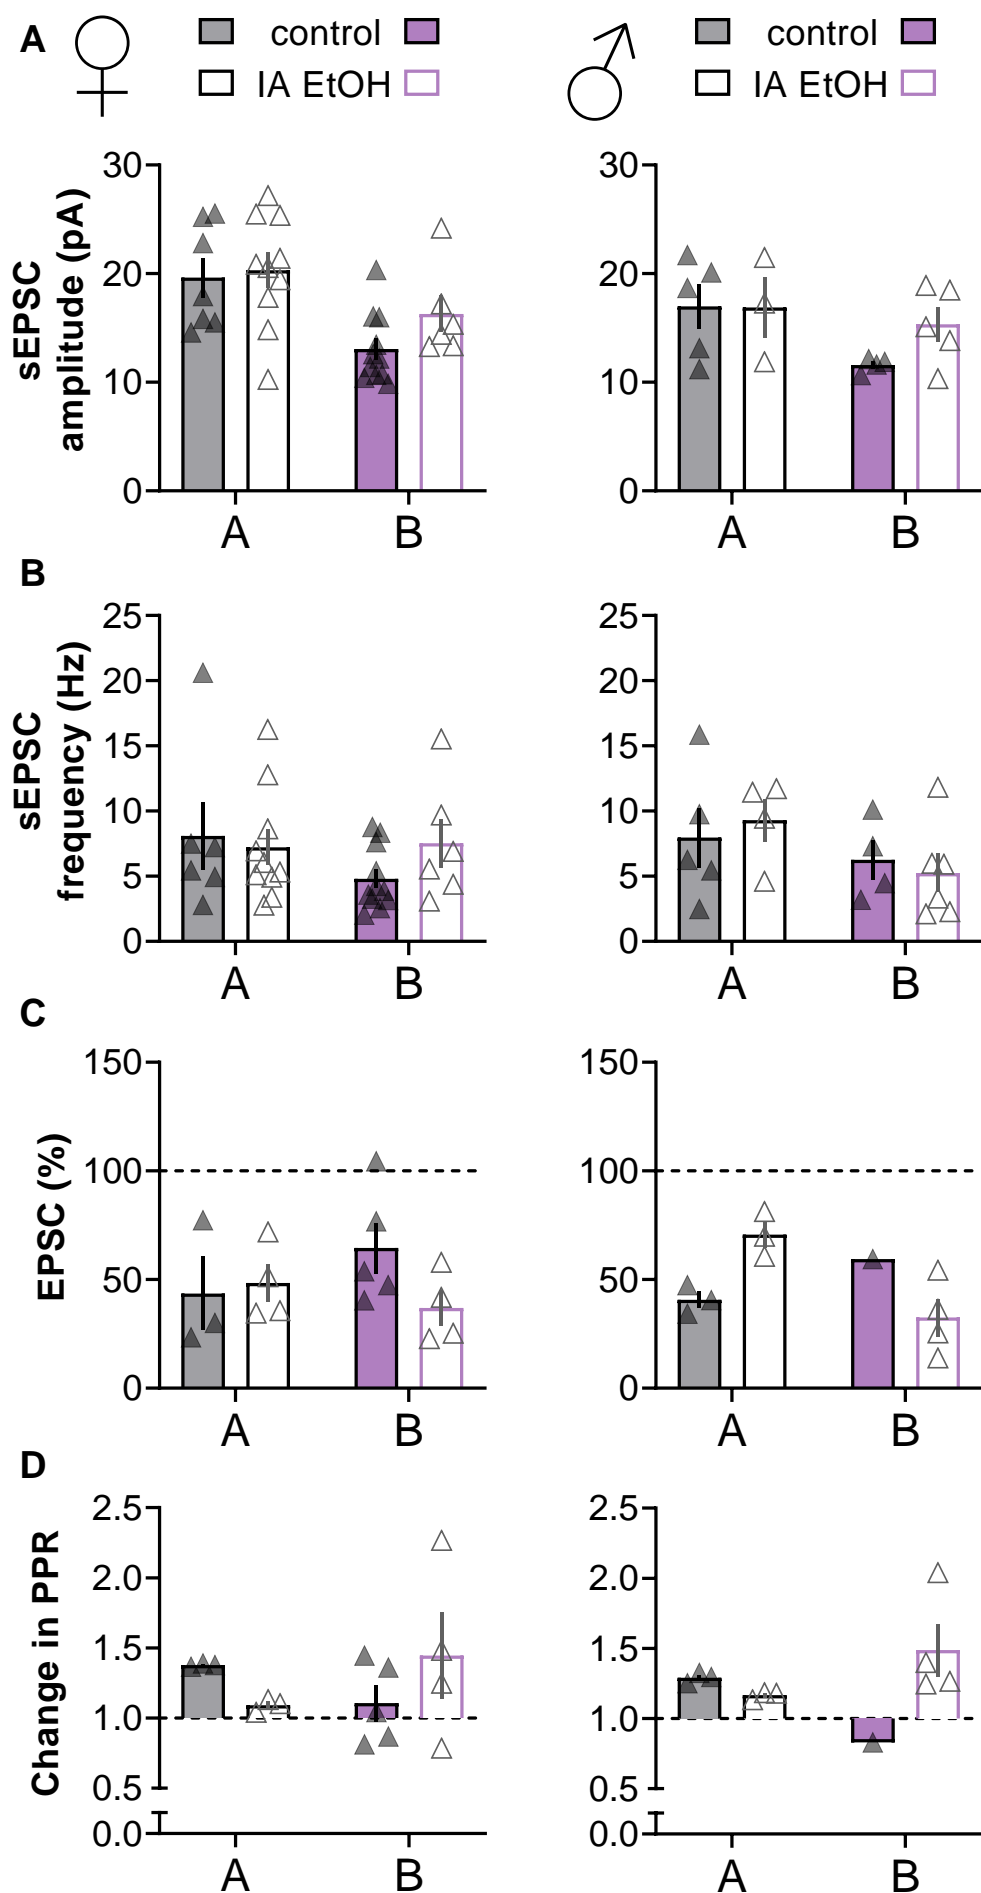 A ♀ control ♂ control
IA EtOH IA EtOH
sEPSC
amplitude (pA)
30 30
20 20
10 10
0 0
A B A B
B
sEPSC
frequency (Hz)
25 25
20 20
15 15
10 10
5 5
0 0
A B A B
C
EPSC (%)
150 150
100 100
50 50
0 0
A B A B
D
Change in PPR
2.5 2.5
2.0 2.0
1.5 1.5
1.0 1.0
0.5 0.5
0.0 0.0
A B A B